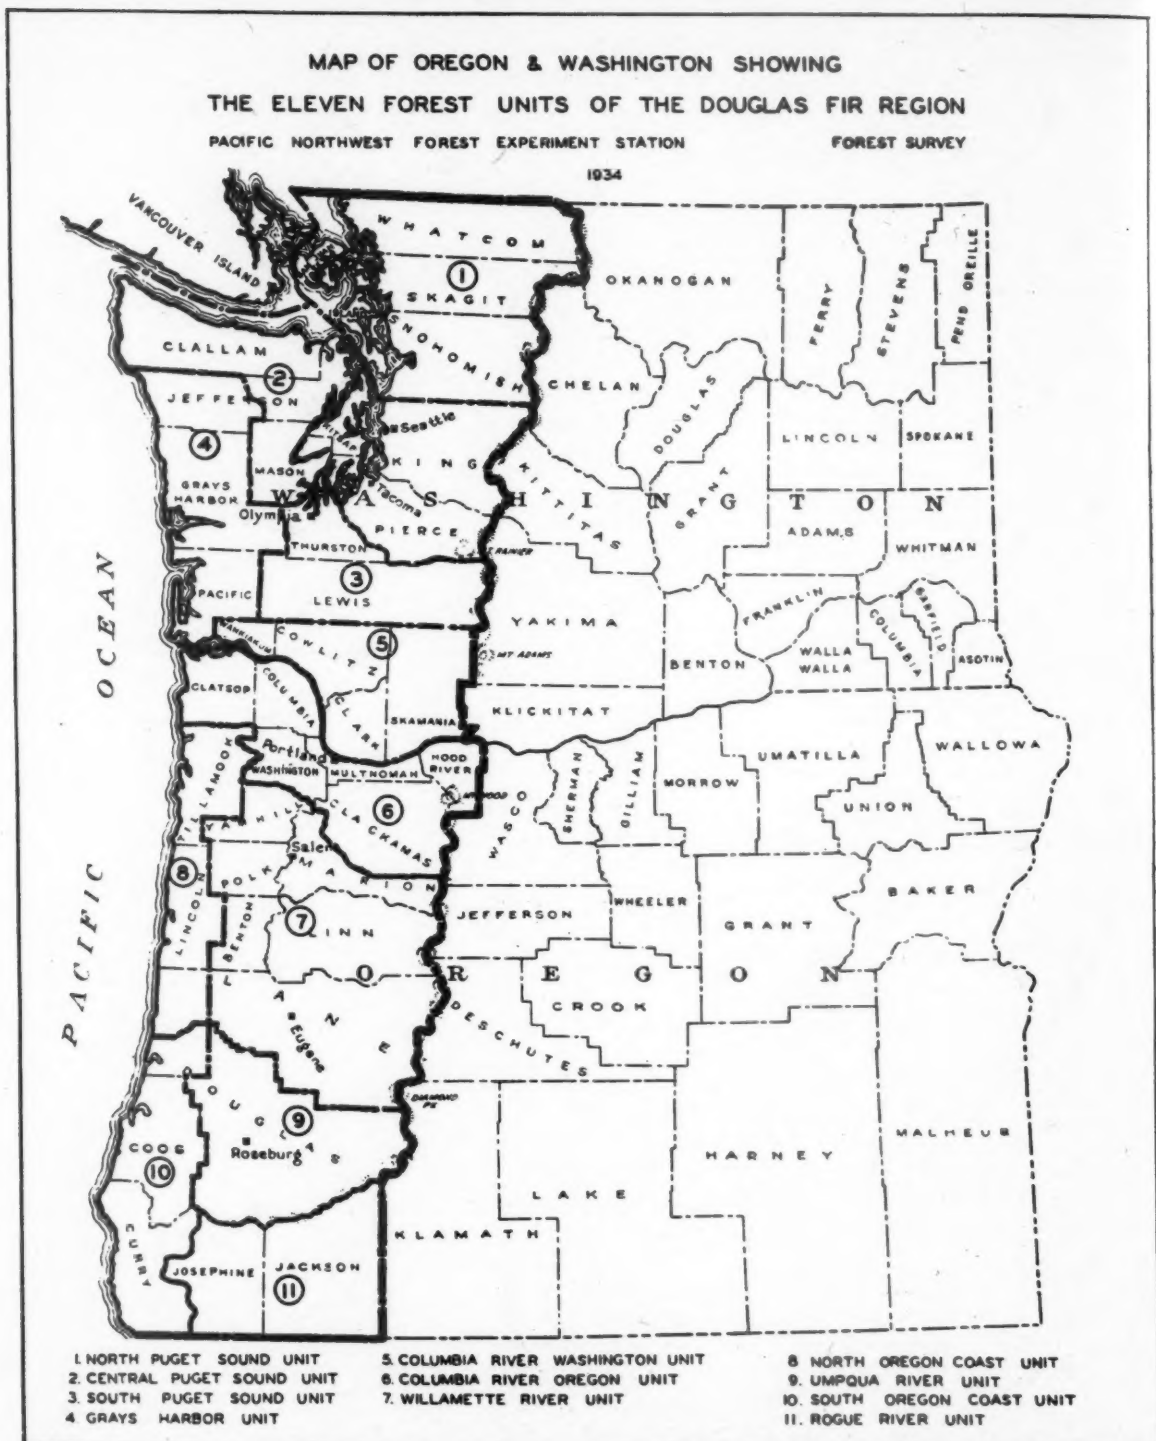 MAP OF OREGON & WASHINGTON SHOWING
THE ELEVEN FOREST UNITS OF THE DOUGLAS FIR REGION
PACIFIC NORTHWEST FOREST EXPERIMENT STATION FOREST SURVEY
1934
VANCOUVER ISLAND
WHATCOM
1
SKAGIT
OKANOGAN
FERRY
STEVENS
PEND OREILLE
SNOHOMISH
CLALLAM
2
JEFFERSON
CHELAN
DOUGLAS
Seattle
KITSAP
4
KING
LINCOLN
SPOKANE
MASON
KITTITAS
GRANT
GRAYS
HARBOR
WASHINGTON
Tacoma
Olympia
PIERCE
ADAMS
WHITMAN
THURSTON
RAINIER
3
LEWIS
PACIFIC
YAKIMA
FRANKLIN
COLUMBIA
GARFIELD
WAHKIAKUM
COWLITZ
5
MT ADAMS
BENTON
WALLA
WALLA
ASOTIN
CLATSOP
COLUMBIA
CLARK
SKAMANIA
KLICKITAT
PACIFIC OCEAN
TILLAMOOK
Portland
WASHINGTON
MULTNOMAH
HOOD
RIVER
MT HOOD
WASCO
SHERMAN
GILLIAM
MORROW
UMATILLA
WALLOWA
UNION
YAMHILL
CLACKAMAS
6
Salem
8
POLK
MARION
LINCOLN
BENTON
7
LINN
JEFFERSON
WHEELER
GRANT
BAKER
OREGON
LANE
Eugene
DESCHUTES
CROOK
DIAMOND
PK
DOUGLAS
9
Roseburg
COOS
10
MALHEUR
HARNEY
LAKE
KLAMATH
CURRY
JOSEPHINE
JACKSON
11
1. NORTH PUGET SOUND UNIT
2. CENTRAL PUGET SOUND UNIT
3. SOUTH PUGET SOUND UNIT
4 GRAYS HARBOR UNIT
5. COLUMBIA RIVER WASHINGTON UNIT
6. COLUMBIA RIVER OREGON UNIT
7. WILLAMETTE RIVER UNIT
8 NORTH OREGON COAST UNIT
9. UMPQUA RIVER UNIT
10. SOUTH OREGON COAST UNIT
11. ROGUE RIVER UNIT